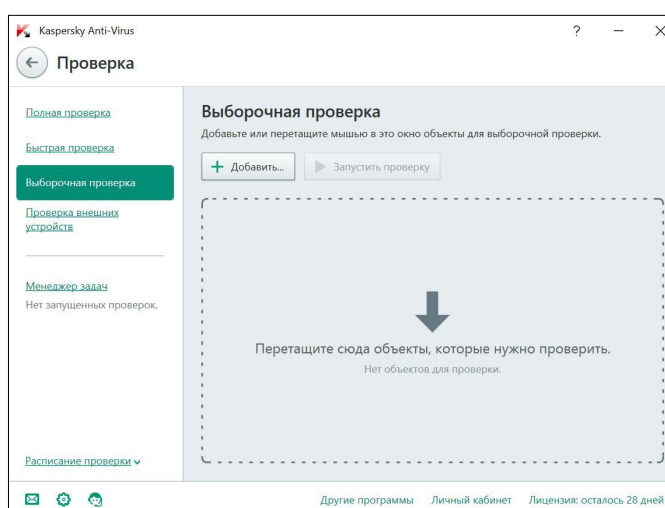 Kaspersky Anti-Virus
Проверка
Полная проверка
Быстрая проверка
Выборочная проверка
Проверка внешних
устройств
Менеджер задач
Нет запущенных проверок.
Расписание проверки
Выборочная проверка
Добавьте или перетащите мышью в это окно объекты для выборочной проверки.
+ Добавить...
Запустить проверку
Перетащите сюда объекты, которые нужно проверить.
Нет объектов для проверки.
Другие программы Личный кабинет Лицензия: осталось 28 дней